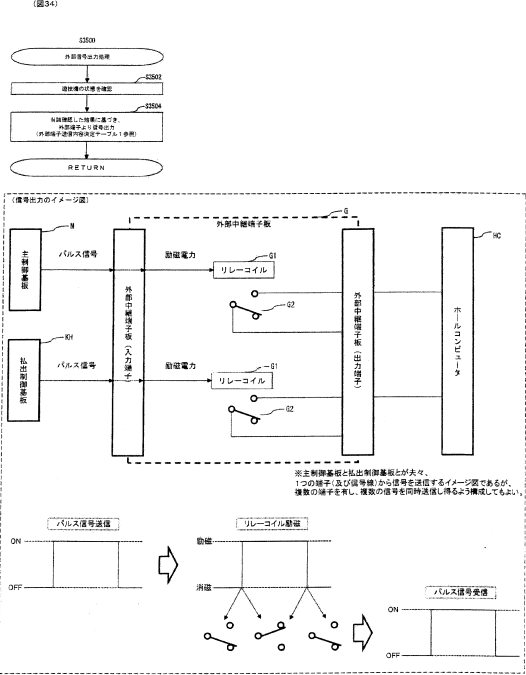 (図34)
S3500
外部信号出力処理
S3502
遊技機の状態を確認
S3504
当該確認した結果に基づき、
外部端子より信号出力
(外部端子送信内容決定テーブル1参照)
RETURN
(信号出力のイメージ図)
M
主制御基板
パルス信号
外部中継端子板(入力端子)
外部中継端子板
G
励磁電力
G1
リレーコイル
G2
外部中継端子板(出力端子)
HC
ホールコンピュータ
KH
払出制御基板
パルス信号
励磁電力
G1
リレーコイル
G2
※主制御基板と払出制御基板とが夫々、
1つの端子(及び信号線)から信号を送信するイメージ図であるが、
複数の端子を有し、複数の信号を同時送信し得るよう構成してもよい。
パルス信号送信
ON
OFF
リレーコイル励磁
励磁
消磁
パルス信号受信
ON
OFF